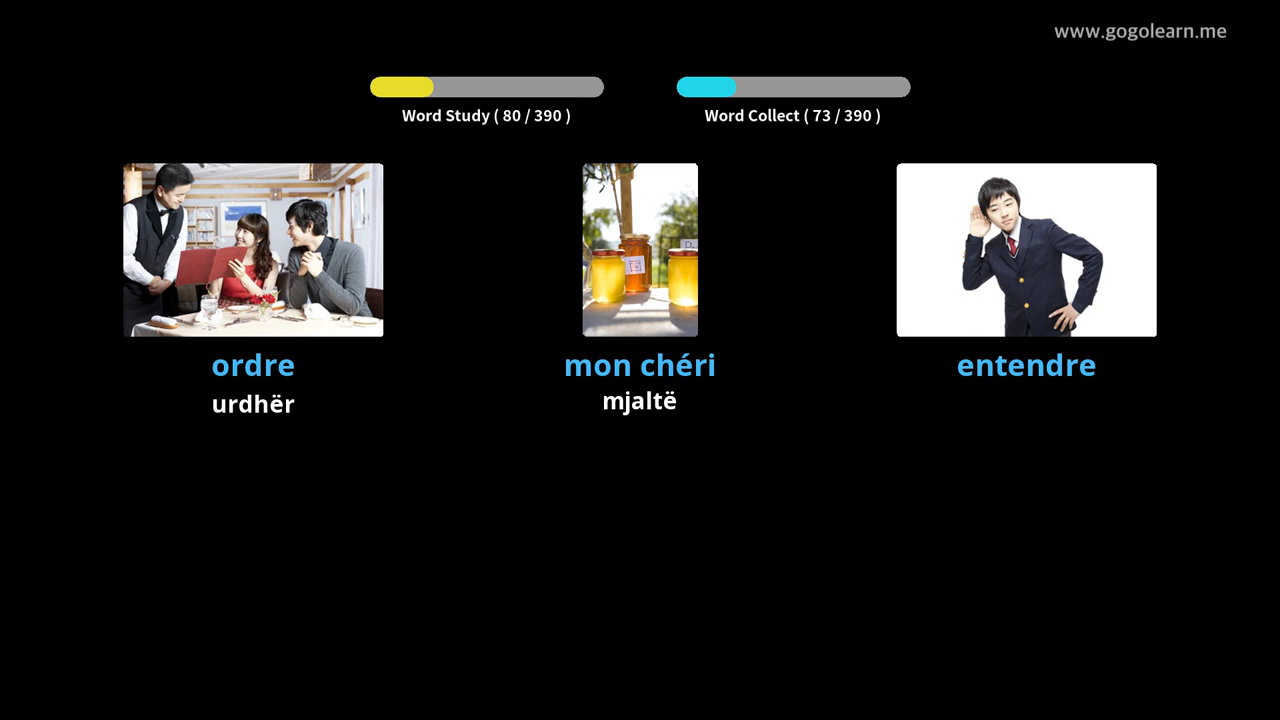 www.gogolearn.me
Word Study ( 80 / 390 )
Word Collect ( 73 / 390 )
ordre
urdhër
mon chéri
mjaltë
entendre